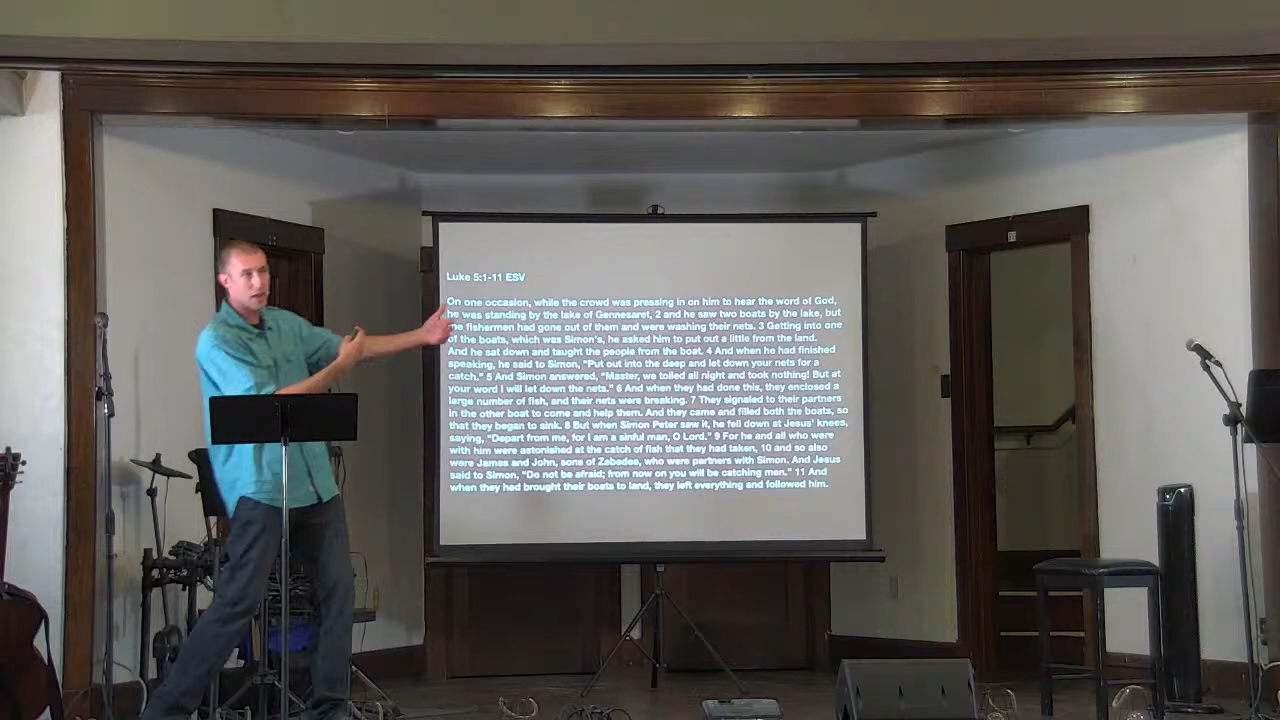 Luke 5:1-11 ESV
On one occasion, while the crowd was pressing in on him to hear the word of God,
he was standing by the lake of Gennesaret, 2 and he saw two boats by the lake, but
the fishermen had gone out of them and were washing their nets. 3 Getting into one
of the boats, which was Simon's, he asked him to put out a little from the land.
And he sat down and taught the people from the boat. 4 And when he had finished
speaking, he said to Simon, "Put out into the deep and let down your nets for a
catch." 5 And Simon answered, "Master, we toiled all night and took nothing! But at
your word I will let down the nets." 6 And when they had done this, they enclosed a
large number of fish, and their nets were breaking. 7 They signaled to their partners
in the other boat to come and help them. And they came and filled both the boats, so
that they began to sink. 8 But when Simon Peter saw it, he fell down at Jesus' knees,
saying, "Depart from me, for I am a sinful man, O Lord." 9 For he and all who were
with him were astonished at the catch of fish that they had taken, 10 and so also
were James and John, sons of Zebedee, who were partners with Simon. And Jesus
said to Simon, "Do not be afraid; from now on you will be catching men." 11 And
when they had brought their boats to land, they left everything and followed him.